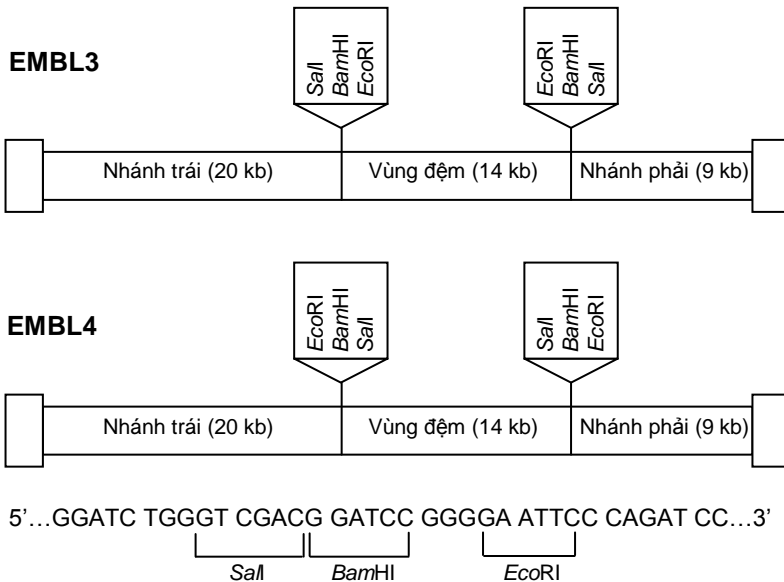 EMBL3
SalI
BamHI
EcoRI
EcoRI
BamHI
SalI
Nhánh trái (20 kb)
Vùng đệm (14 kb)
Nhánh phải (9 kb)
EMBL4
EcoRI
BamHI
SalI
SalI
BamHI
EcoRI
Nhánh trái (20 kb)
Vùng đệm (14 kb)
Nhánh phải (9 kb)
5’…GGATC TGGGT CGACG GATCC GGGGA ATTCC CAGAT CC…3’
SalI
BamHI
EcoRI